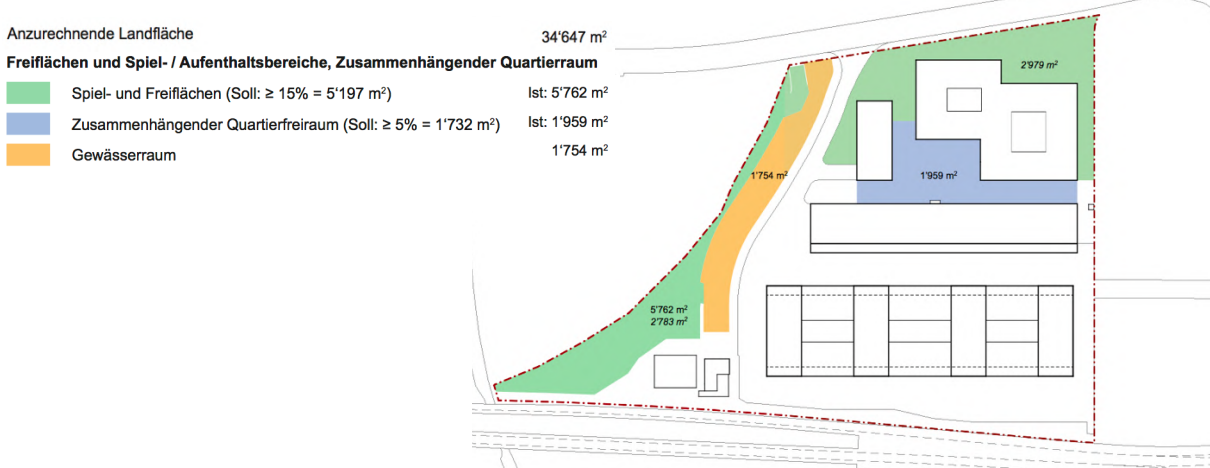 Anzurechnende Landfläche 34'647 m²
Freiflächen und Spiel- / Aufenthaltsbereiche, Zusammenhängender Quartierraum
Spiel- und Freiflächen (Soll: ≥ 15% = 5'197 m²) Ist: 5'762 m²
Zusammenhängender Quartierfreiraum (Soll: ≥ 5% = 1'732 m²) Ist: 1'959 m²
Gewässerraum 1'754 m²
2'979 m²
1'754 m²
1'959 m²
5'762 m²
2'783 m²